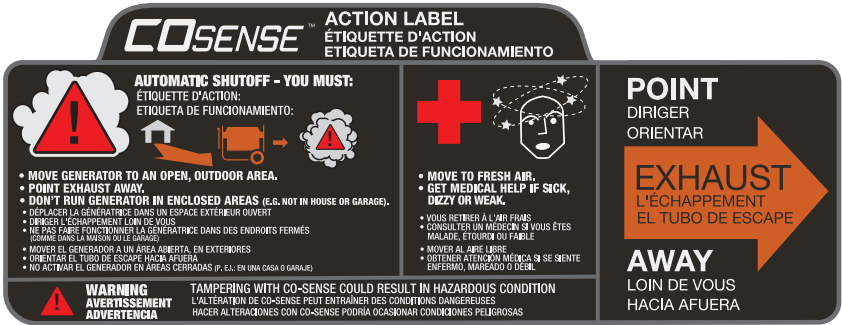 COSENSE™
ACTION LABEL
ÉTIQUETTE D'ACTION
ETIQUETA DE FUNCIONAMIENTO
AUTOMATIC SHUTOFF - YOU MUST:
ÉTIQUETTE D'ACTION:
ETIQUETA DE FUNCIONAMIENTO:
• MOVE GENERATOR TO AN OPEN, OUTDOOR AREA.
• POINT EXHAUST AWAY.
• DON'T RUN GENERATOR IN ENCLOSED AREAS (E.G. NOT IN HOUSE OR GARAGE).
• DÉPLACER LA GÉNÉRATRICE DANS UN ESPACE EXTÉRIEUR OUVERT
• DIRIGER L'ÉCHAPPEMENT LOIN DE VOUS
• NE PAS FAIRE FONCTIONNER LA GÉNÉRATRICE DANS DES ENDROITS FERMÉS
(COMME DANS LA MAISON OU LE GARAGE)
• MOVER EL GENERADOR A UN ÁREA ABIERTA, EN EXTERIORES
• ORIENTAR EL TUBO DE ESCAPE HACIA AFUERA
• NO ACTIVAR EL GENERADOR EN ÁREAS CERRADAS (P. EJ.: EN UNA CASA O GARAJE)
• MOVE TO FRESH AIR.
• GET MEDICAL HELP IF SICK,
DIZZY OR WEAK.
• VOUS RETIRER À L'AIR FRAIS
• CONSULTER UN MÉDECIN SI VOUS ÊTES
MALADE, ÉTOURDI OU FAIBLE
• MOVER AL AIRE LIBRE
• OBTENER ATENCIÓN MÉDICA SI SE SIENTE
ENFERMO, MAREADO O DÉBIL
POINT
DIRIGER
ORIENTAR
EXHAUST
L'ÉCHAPPEMENT
EL TUBO DE ESCAPE
AWAY
LOIN DE VOUS
HACIA AFUERA
WARNING
AVERTISSEMENT
ADVERTENCIA
TAMPERING WITH CO-SENSE COULD RESULT IN HAZARDOUS CONDITION
L'ALTÉRATION DE CO-SENSE PEUT ENTRAÎNER DES CONDITIONS DANGEREUSES
HACER ALTERACIONES CON CO-SENSE PODRÍA OCASIONAR CONDICIONES PELIGROSAS